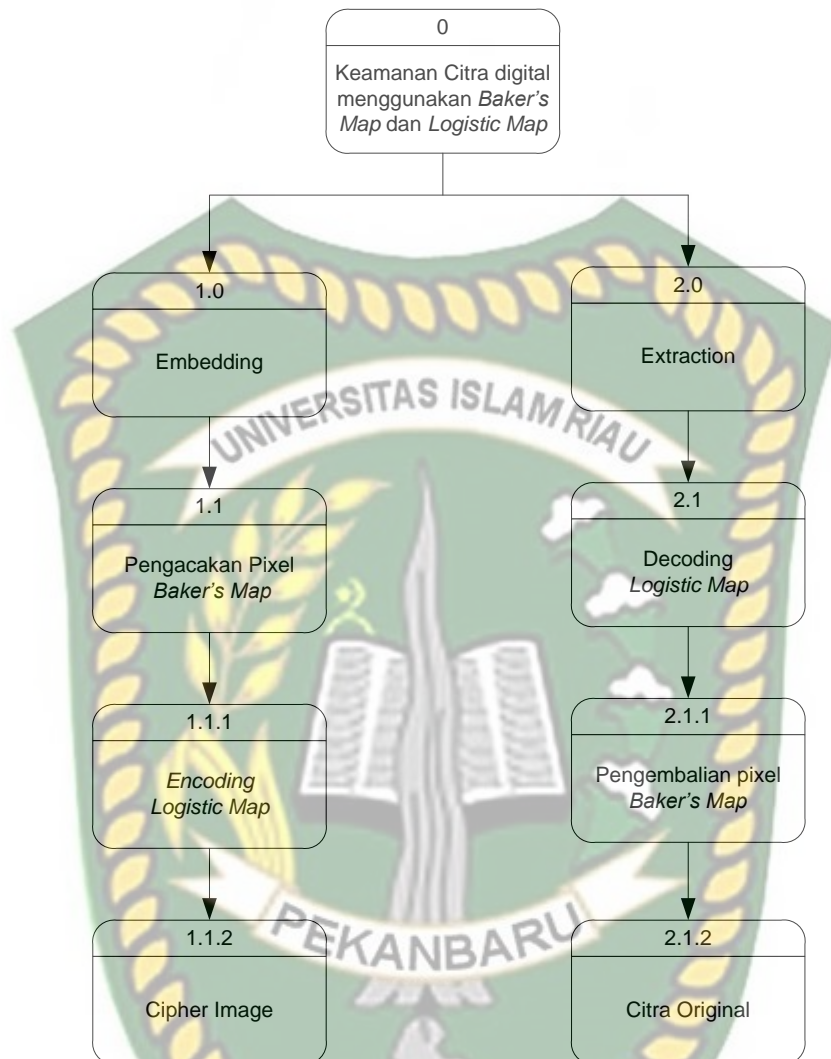 0
Keamanan Citra digital
menggunakan Baker's
Map dan Logistic Map
1.0
Embedding
2.0
Extraction
UNIVERSITAS ISLAM RIAU
1.1
Pengacakan Pixel
Baker's Map
2.1
Decoding
Logistic Map
1.1.1
Encoding
Logistic Map
2.1.1
Pengembalian pixel
Baker's Map
PEKANBARU
1.1.2
Cipher Image
2.1.2
Citra Original